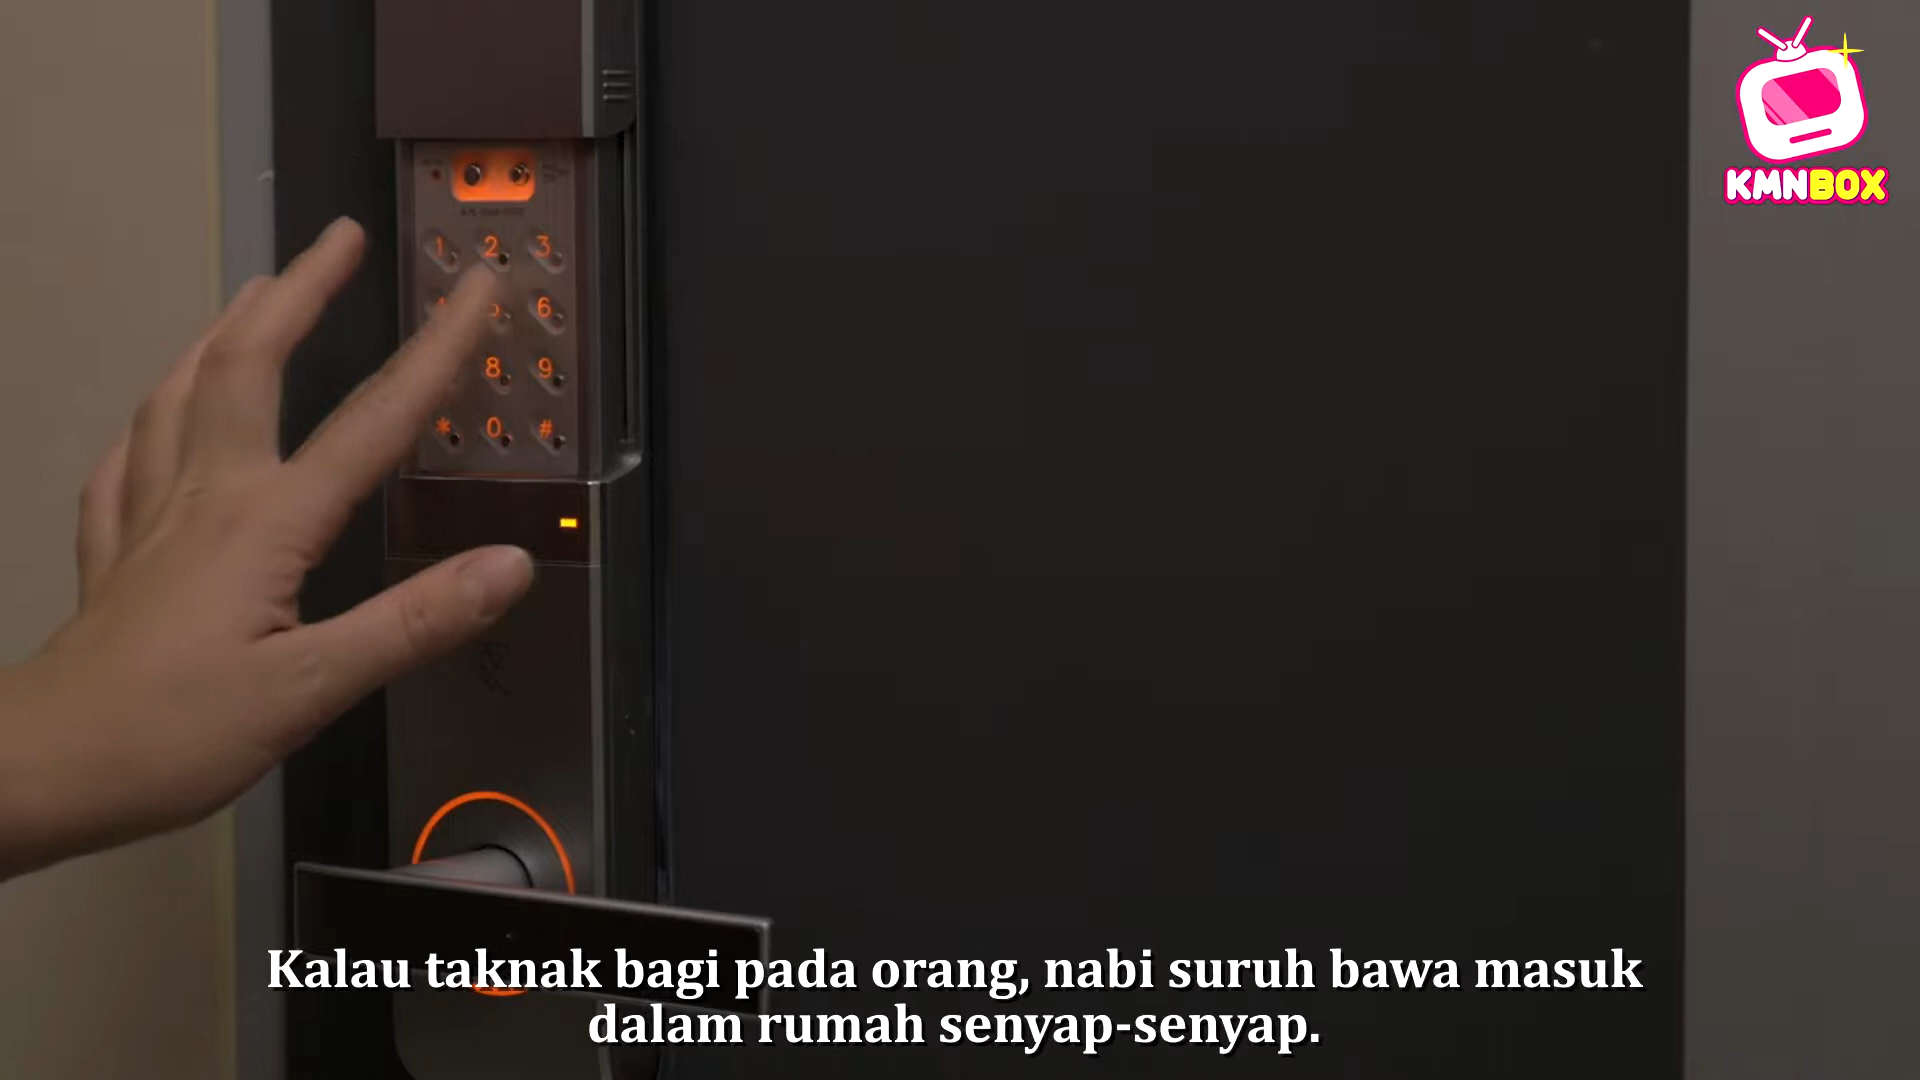 KMNBOX
1 2 3
6
8 9
* 0 #
Kalau taknak bagi pada orang, nabi suruh bawa masuk
dalam rumah senyap-senyap.